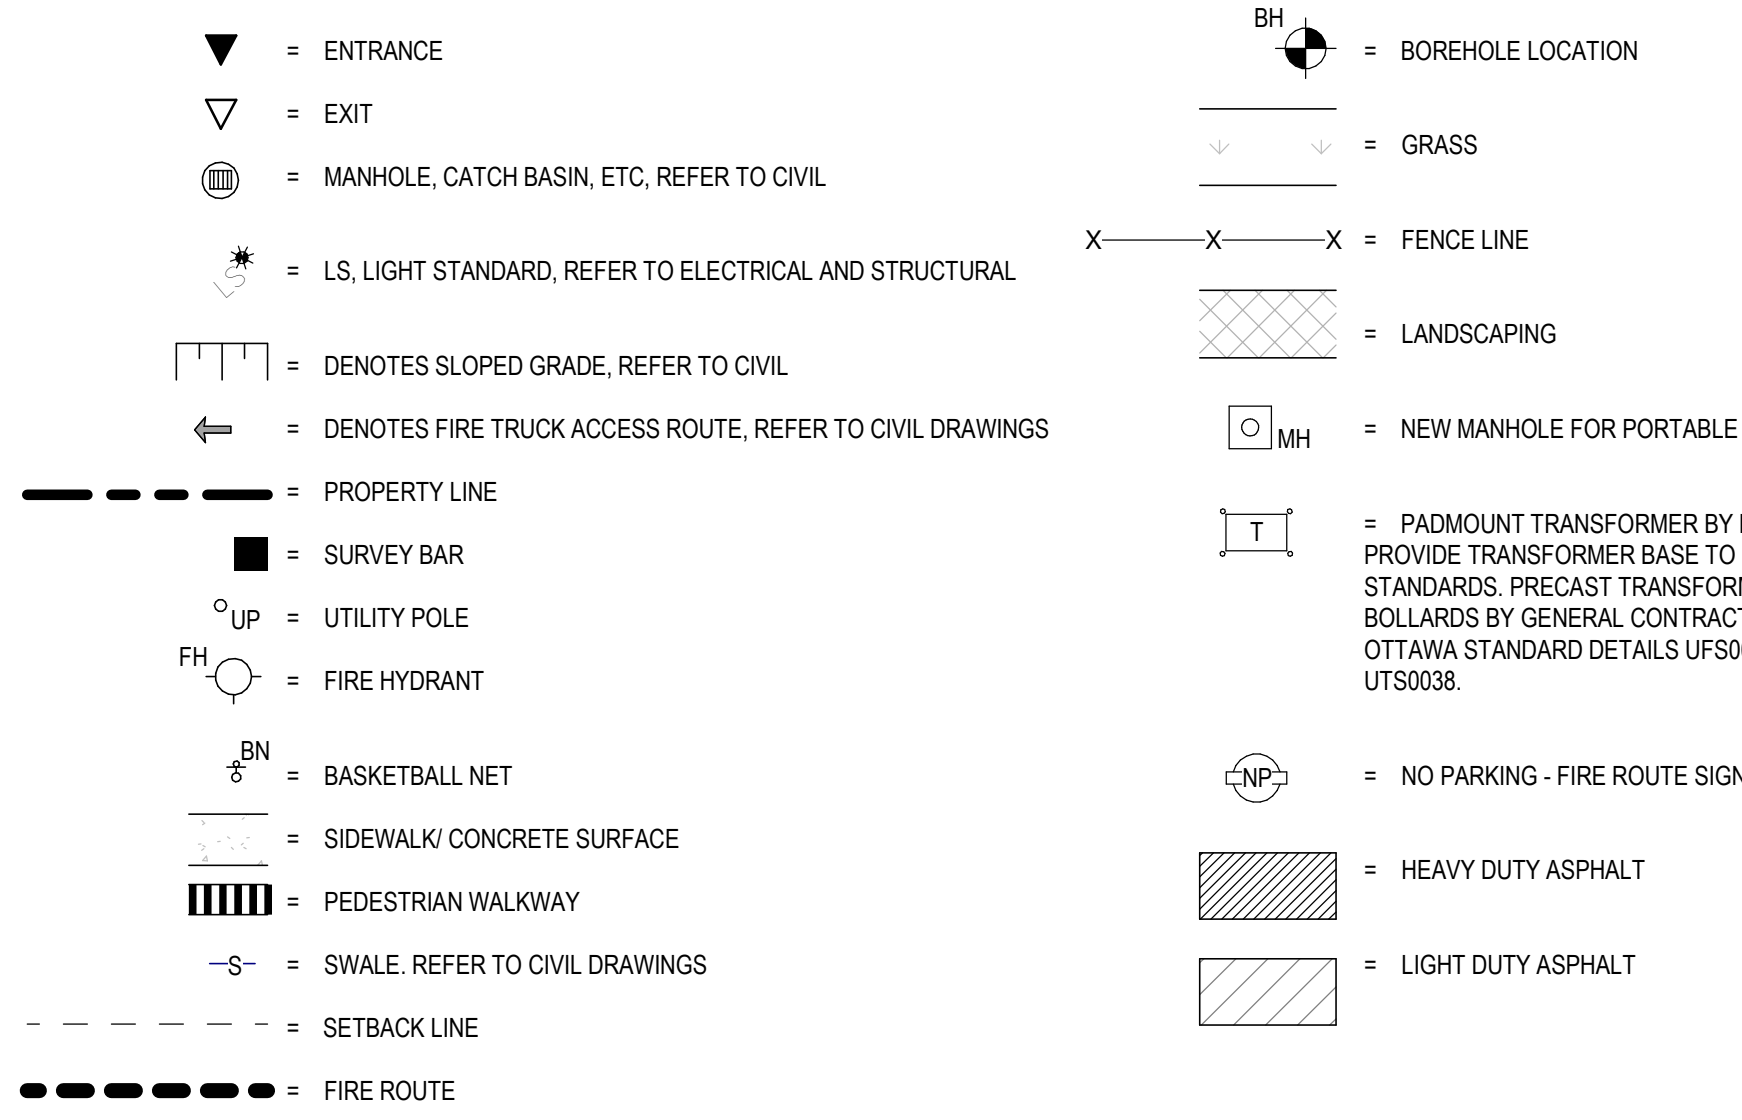 = ENTRANCE
= EXIT
= MANHOLE, CATCH BASIN, ETC, REFER TO CIVIL
LS = LS, LIGHT STANDARD, REFER TO ELECTRICAL AND STRUCTURAL
= DENOTES SLOPED GRADE, REFER TO CIVIL
= DENOTES FIRE TRUCK ACCESS ROUTE, REFER TO CIVIL DRAWINGS
= PROPERTY LINE
= SURVEY BAR
UP = UTILITY POLE
FH
= FIRE HYDRANT
BN
= BASKETBALL NET
= SIDEWALK/ CONCRETE SURFACE
= PEDESTRIAN WALKWAY
S = SWALE. REFER TO CIVIL DRAWINGS
= SETBACK LINE
= FIRE ROUTE
BH
= BOREHOLE LOCATION
= GRASS
X X X = FENCE LINE
= LANDSCAPING
MH = NEW MANHOLE FOR PORTABLE
T = PADMOUNT TRANSFORMER BY
PROVIDE TRANSFORMER BASE TO
STANDARDS. PRECAST
BOLLARDS BY GENERAL
OTTAWA STANDARD DETAILS
UTS0038.
NP = NO PARKING - FIRE ROUTE SIGN
= HEAVY DUTY ASPHALT
= LIGHT DUTY ASPHALT